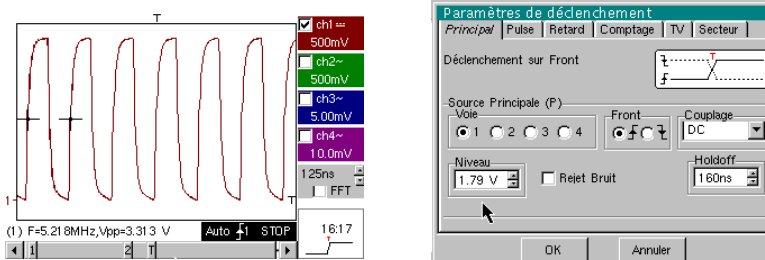 T
ch1
500mV
ch2~
500mV
ch3~
5.00mV
ch4~
10.0mV
125ns
FFT
1
T
(1) F=5.218MHz,Vpp=3.313 V
Auto 1 STOP
16:17
1 2 T
Paramètres de déclenchement
Principal Pulse Retard Comptage TV Secteur
Déclenchement sur Front
T
Source Principale (P)
Voie
1 2 3 4
Front
Couplage
DC
Niveau
1.79 V
Rejet Bruit
Holdoff
160ns
OK Annuler